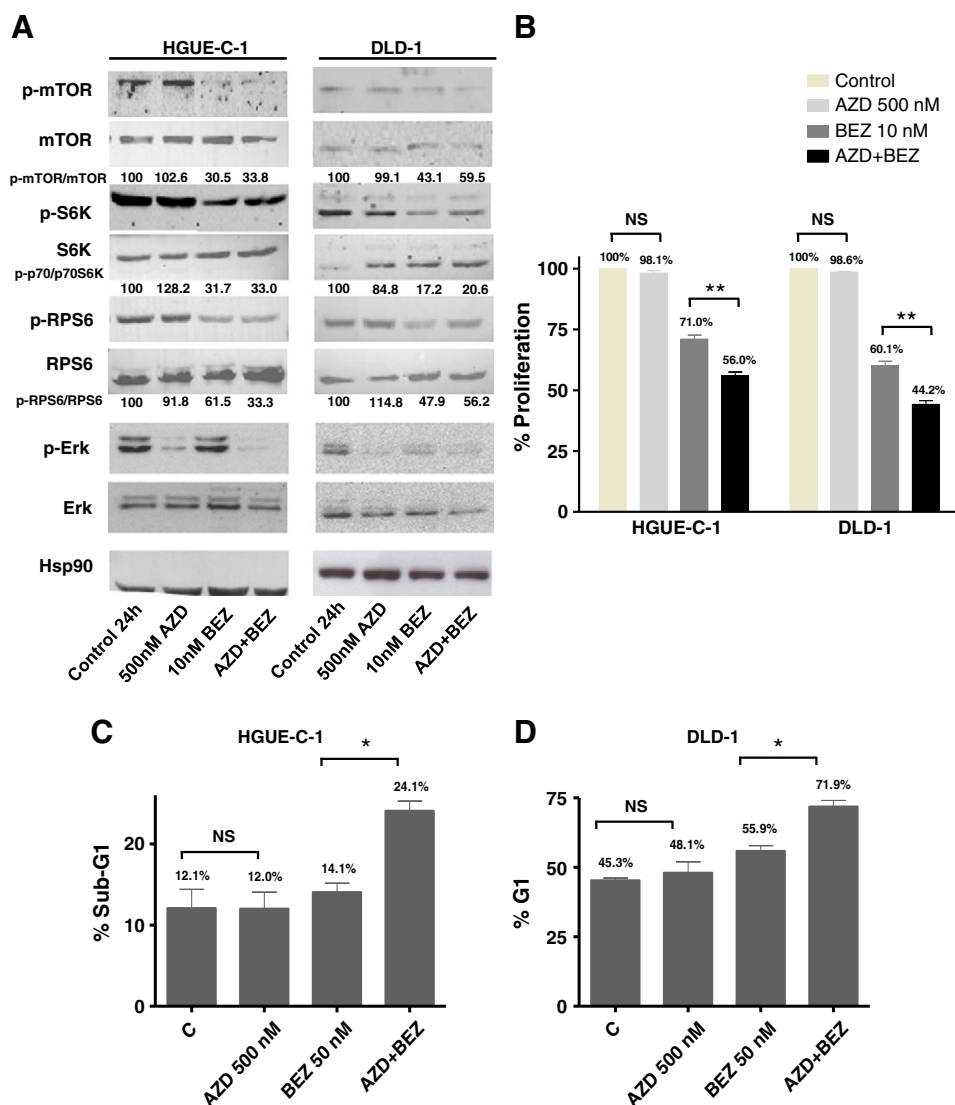 A
HGUE-C-1 DLD-1
p-mTOR
mTOR
p-mTOR/mTOR 100 102.6 30.5 33.8 100 99.1 43.1 59.5
p-S6K
S6K
p-p70/p70S6K
100 128.2 31.7 33.0 100 84.8 17.2 20.6
p-RPS6
RPS6
p-RPS6/RPS6 100 91.8 61.5 33.3 100 114.8 47.9 56.2
p-Erk
Erk
Hsp90
Control 24h 500nM AZD 10nM BEZ AZD+BEZ Control 24h 500nM AZD 10nM BEZ AZD+BEZ
B
Control
AZD 500 nM
BEZ 10 nM
AZD+BEZ
NS NS
100% 98.1% ** 71.0% 56.0% 100% 98.6% ** 60.1% 44.2%
% Proliferation
100
75
50
25
0
HGUE-C-1 DLD-1
C
HGUE-C-1
*
24.1%
NS
12.1% 12.0% 14.1%
% Sub-G1
20
10
0
C AZD 500 nM BEZ 50 nM AZD+BEZ
D
DLD-1
*
71.9%
NS
45.3% 48.1% 55.9%
% G1
75
50
25
0
C AZD 500 nM BEZ 50 nM AZD+BEZ